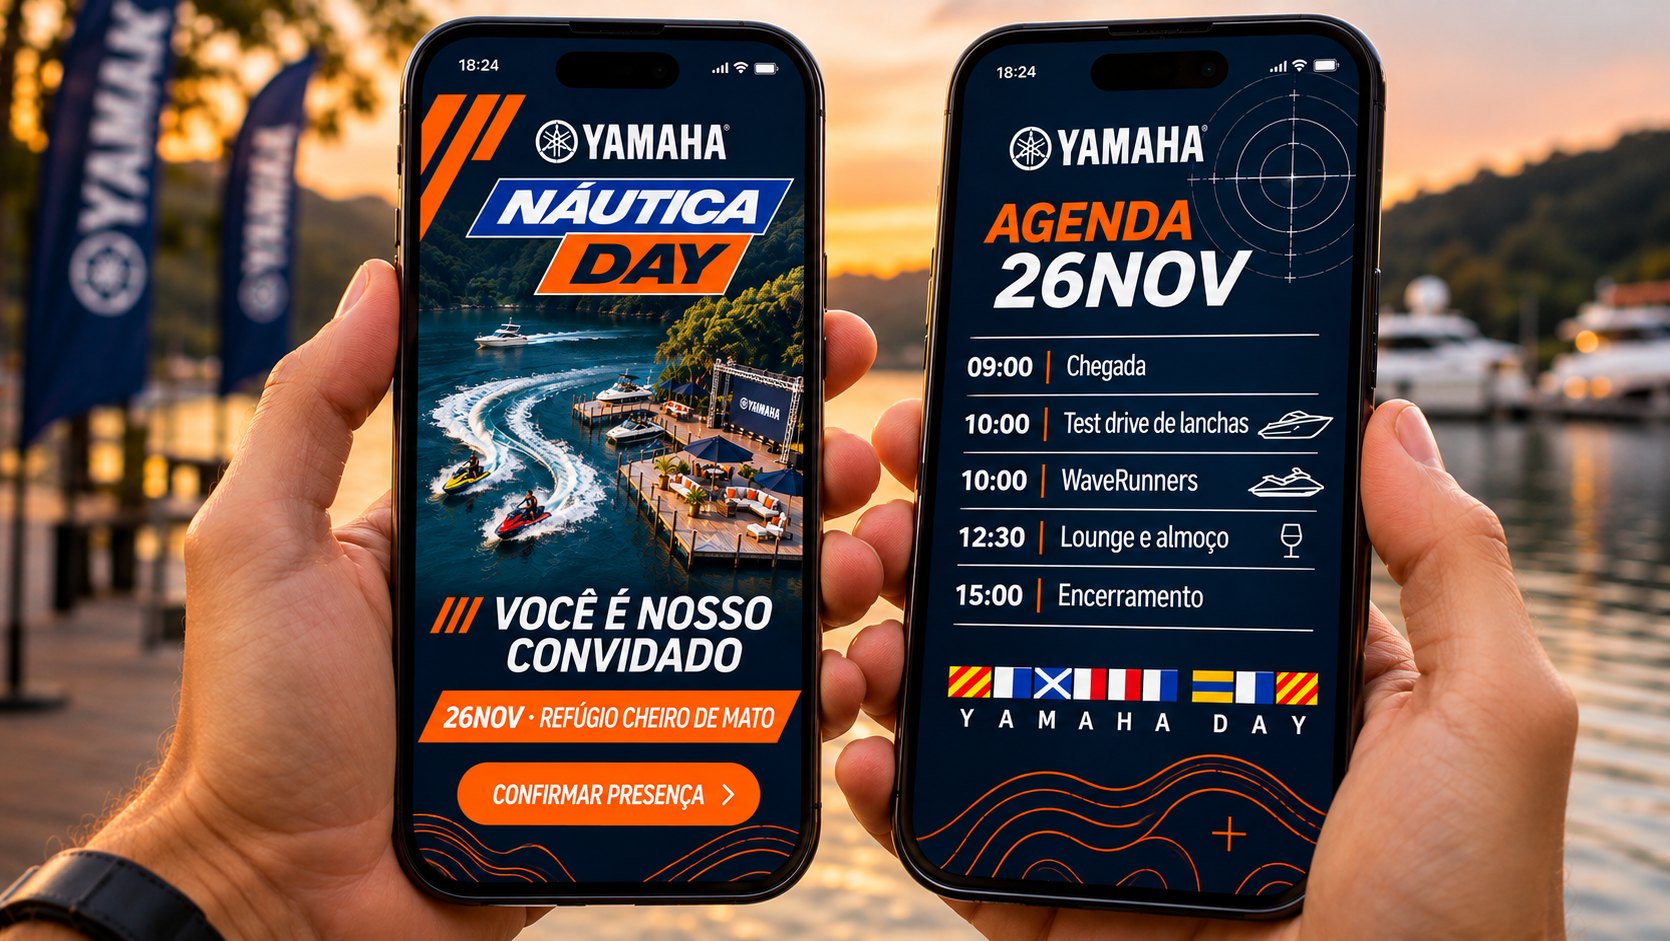 YAMAHA
YAMAHA
18:24
YAMAHA
NÁUTICA
DAY
YAMAHA
VOCÊ É NOSSO
CONVIDADO
26NOV · REFÚGIO CHEIRO DE MATO
CONFIRMAR PRESENÇA
18:24
YAMAHA
AGENDA
26NOV
09:00 | Chegada
10:00 | Test drive de lanchas
10:00 | WaveRunners
12:30 | Lounge e almoço
15:00 | Encerramento
YAMAHA DAY